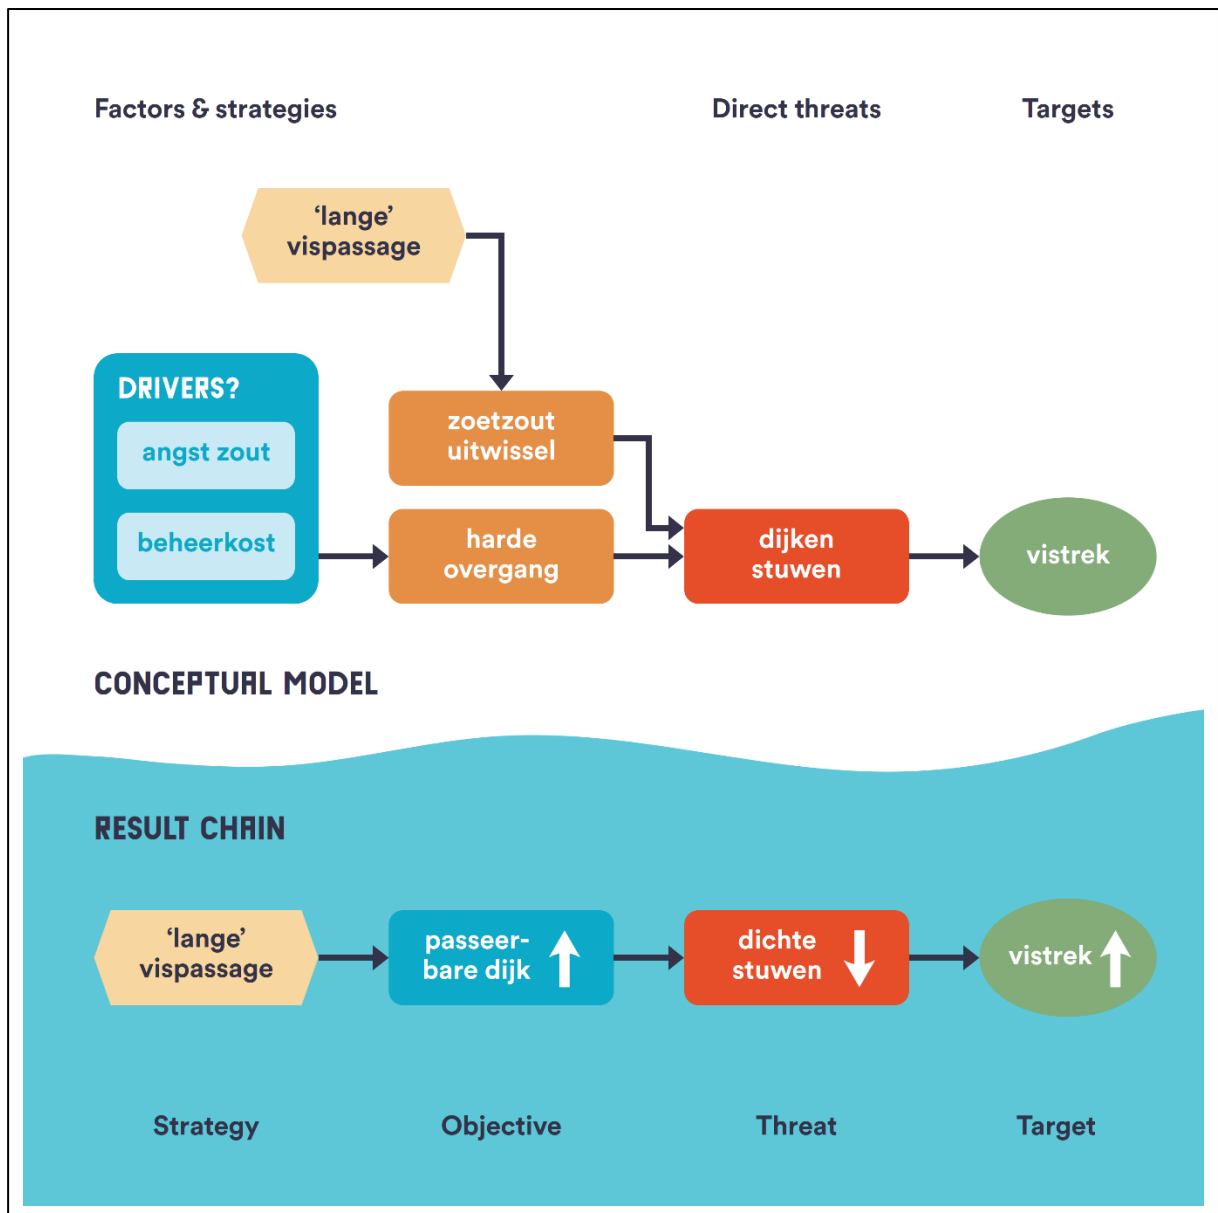 Factors & strategies
Direct threats
Targets
‘lange’
vispassage
DRIVERS?
angst zout
beheerkost
zoetzout
uitwissel
harde
overgang
dijken
stuwen
vistrek
CONCEPTUAL MODEL
RESULT CHAIN
‘lange’
vispassage
passeer-
bare dijk
dichte
stuwen
vistrek
Strategy
Objective
Threat
Target